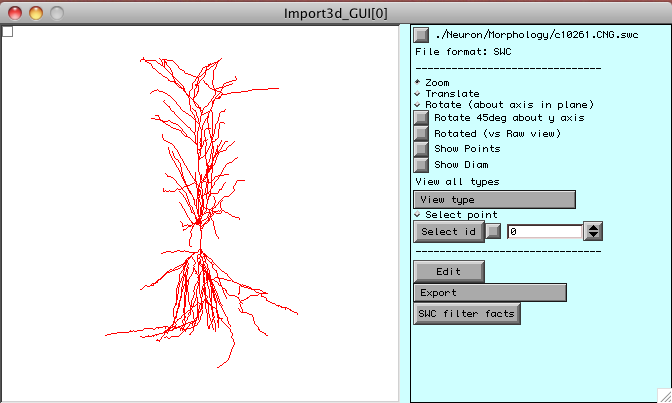 Import3d_GUI[0]
./Neuron/Morphology/c10261.CNG.swc
File format: SWC
-----------------------------
Zoom
Translate
Rotate (about axis in plane)
Rotate 45deg about y axis
Rotated (vs Raw view)
Show Points
Show Diam
View all types
View type
Select point
Select id 0
-----------------------------
Edit
Export
SWC filter facts